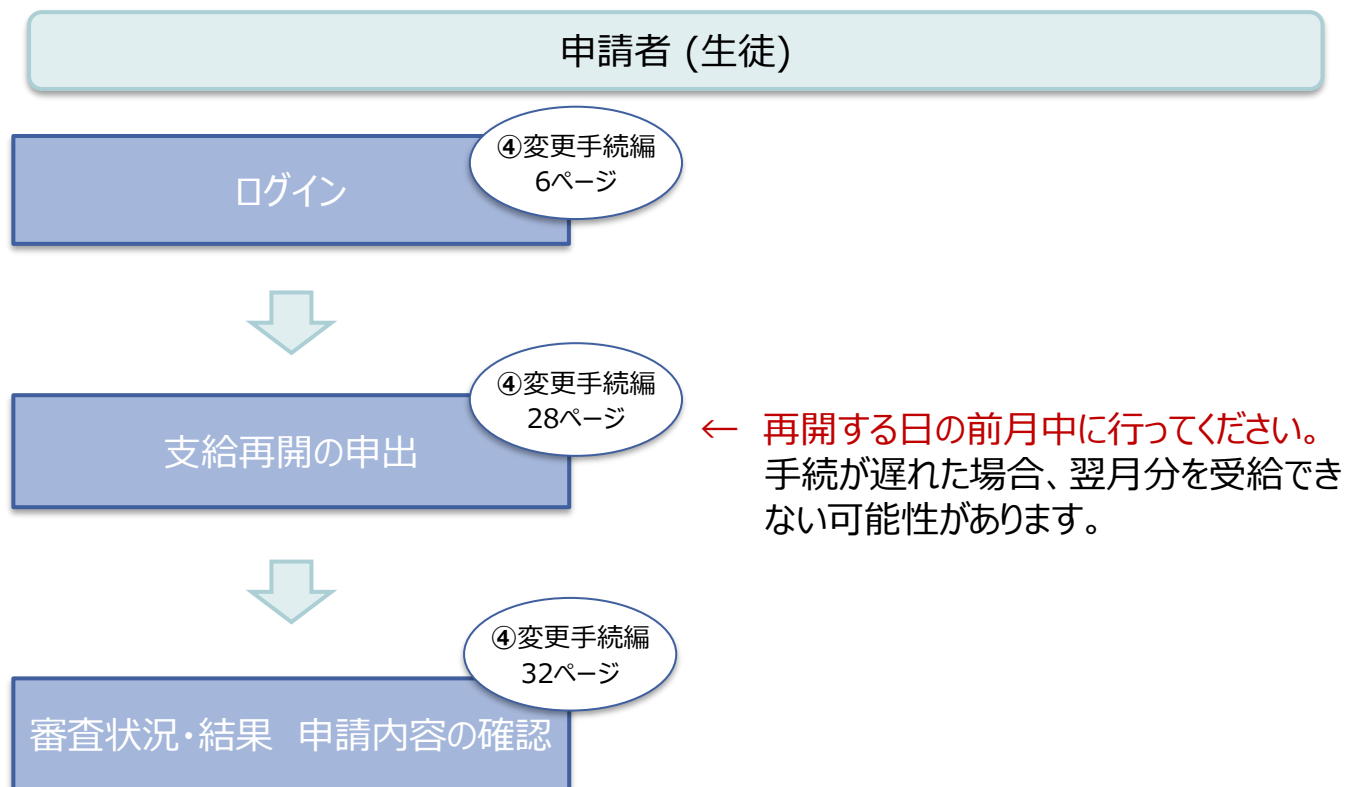 申請者 (生徒)
④変更手続編
6ページ
ログイン
④変更手続編
28ページ
支給再開の申出
← 再開する日の前月中に行ってください。
手続が遅れた場合、翌月分を受給でき
ない可能性があります。
④変更手続編
32ページ
審査状況・結果　申請内容の確認